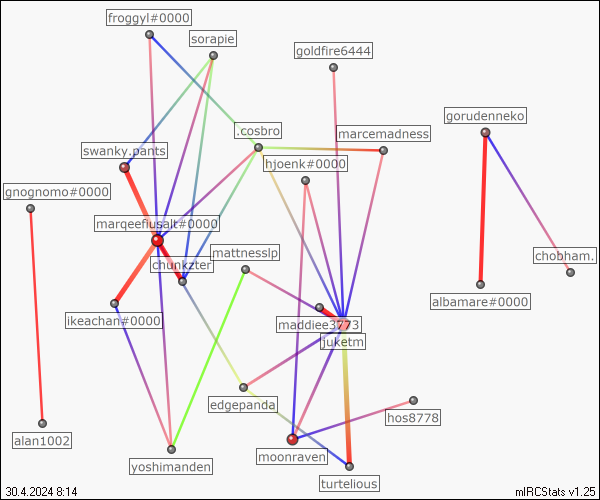 froggyl#0000
sorapie
goldfire6444
gorudenneko
.cosbro
marcemadness
swanky.pants
hjoenk#0000
gnognomo#0000
marqeefiusalt#0000
mattnesslp
chobham.
chunkzter
albamare#0000
ikeachan#0000
maddiee3773
juketm
edgepanda
hos8778
alan1002
moonraven
yoshimanden
turtelious
30.4.2024 8:14
mIRCStats v1.25